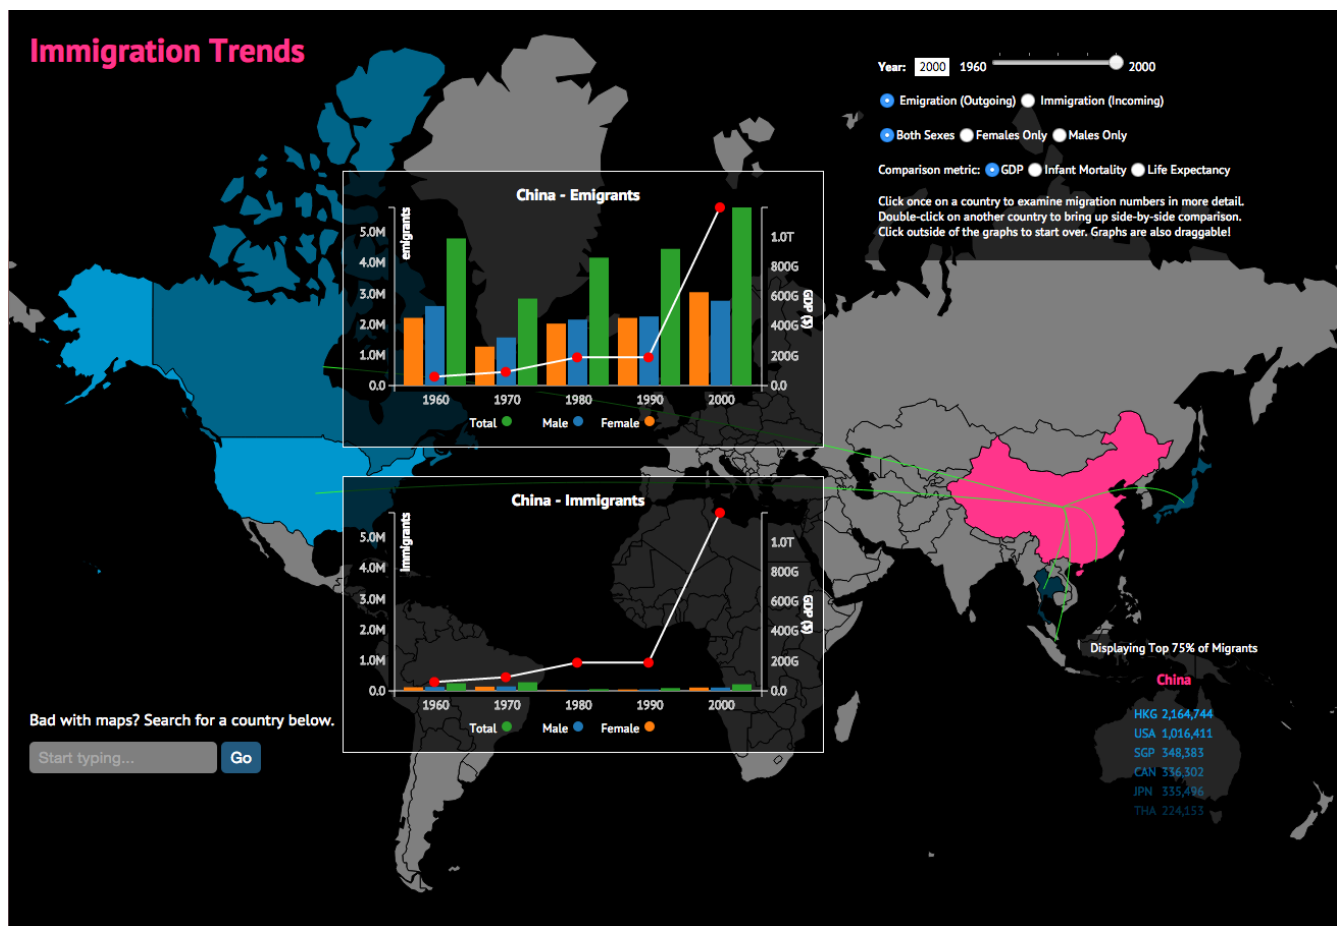 Immigration Trends
Year: 2000 1960 2000
Emigration (Outgoing) Immigration (Incoming)
Both Sexes Females Only Males Only
Comparison metric: GDP Infant Mortality Life Expectancy
Click once on a country to examine migration numbers in more detail.
Double-click on another country to bring up side-by-side comparison.
Click outside of the graphs to start over. Graphs are also draggable!
China - Emigrants
emigrants
5.0M
4.0M
3.0M
2.0M
1.0M
0.0
1.0T
800G
600G
400G
200G
0.0
GDP ($)
1960 1970 1980 1990 2000
Total Male Female
China - Immigrants
immigrants
5.0M
4.0M
3.0M
2.0M
1.0M
0.0
1.0T
800G
600G
400G
200G
0.0
GDP ($)
1960 1970 1980 1990 2000
Total Male Female
Displaying Top 75% of Migrants
China
HKG 2,164,744
USA 1,016,411
SGP 348,383
CAN 336,302
JPN 335,496
THA 224,153
Bad with maps? Search for a country below.
Start typing... Go